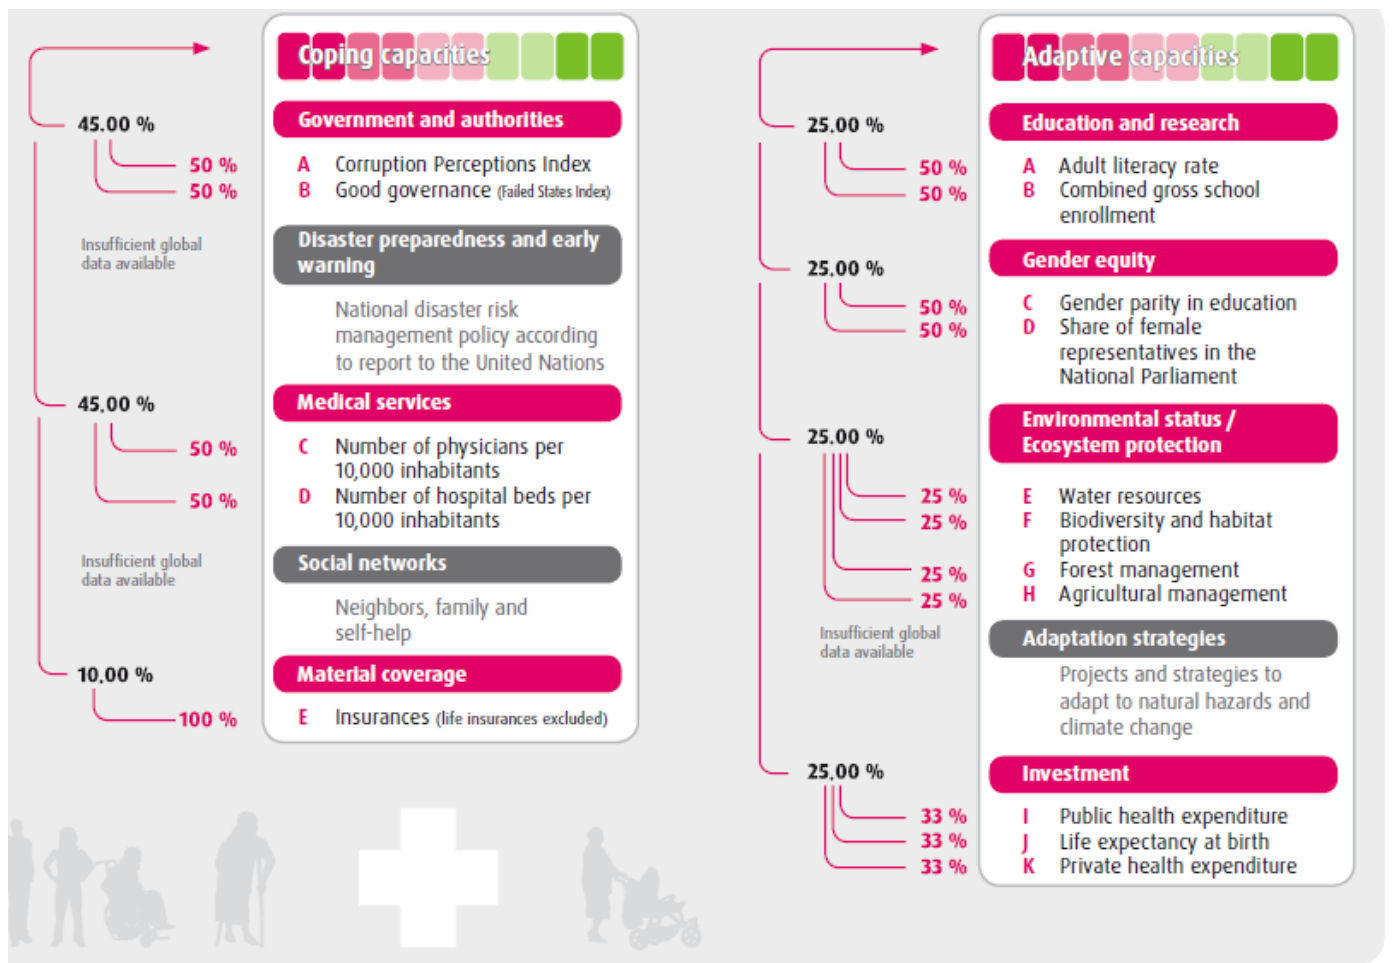 Coping capacities
45.00 %
Government and authorities
50 % A Corruption Perceptions Index
50 % B Good governance (Failed States Index)
Insufficient global
data available
Disaster preparedness and early
warning
National disaster risk
management policy according
to report to the United Nations
45.00 %
Medical services
50 % C Number of physicians per
10,000 inhabitants
50 % D Number of hospital beds per
10,000 inhabitants
Insufficient global
data available
Social networks
Neighbors, family and
self-help
10.00 %
Material coverage
100 % E Insurances (life insurances excluded)
Adaptive capacities
25.00 %
Education and research
50 % A Adult literacy rate
50 % B Combined gross school
enrollment
25.00 %
Gender equity
50 % C Gender parity in education
50 % D Share of female
representatives in the
National Parliament
25.00 %
Environmental status /
Ecosystem protection
25 % E Water resources
25 % F Biodiversity and habitat
protection
25 % G Forest management
25 % H Agricultural management
Insufficient global
data available
Adaptation strategies
Projects and strategies to
adapt to natural hazards and
climate change
25.00 %
Investment
33 % I Public health expenditure
33 % J Life expectancy at birth
33 % K Private health expenditure